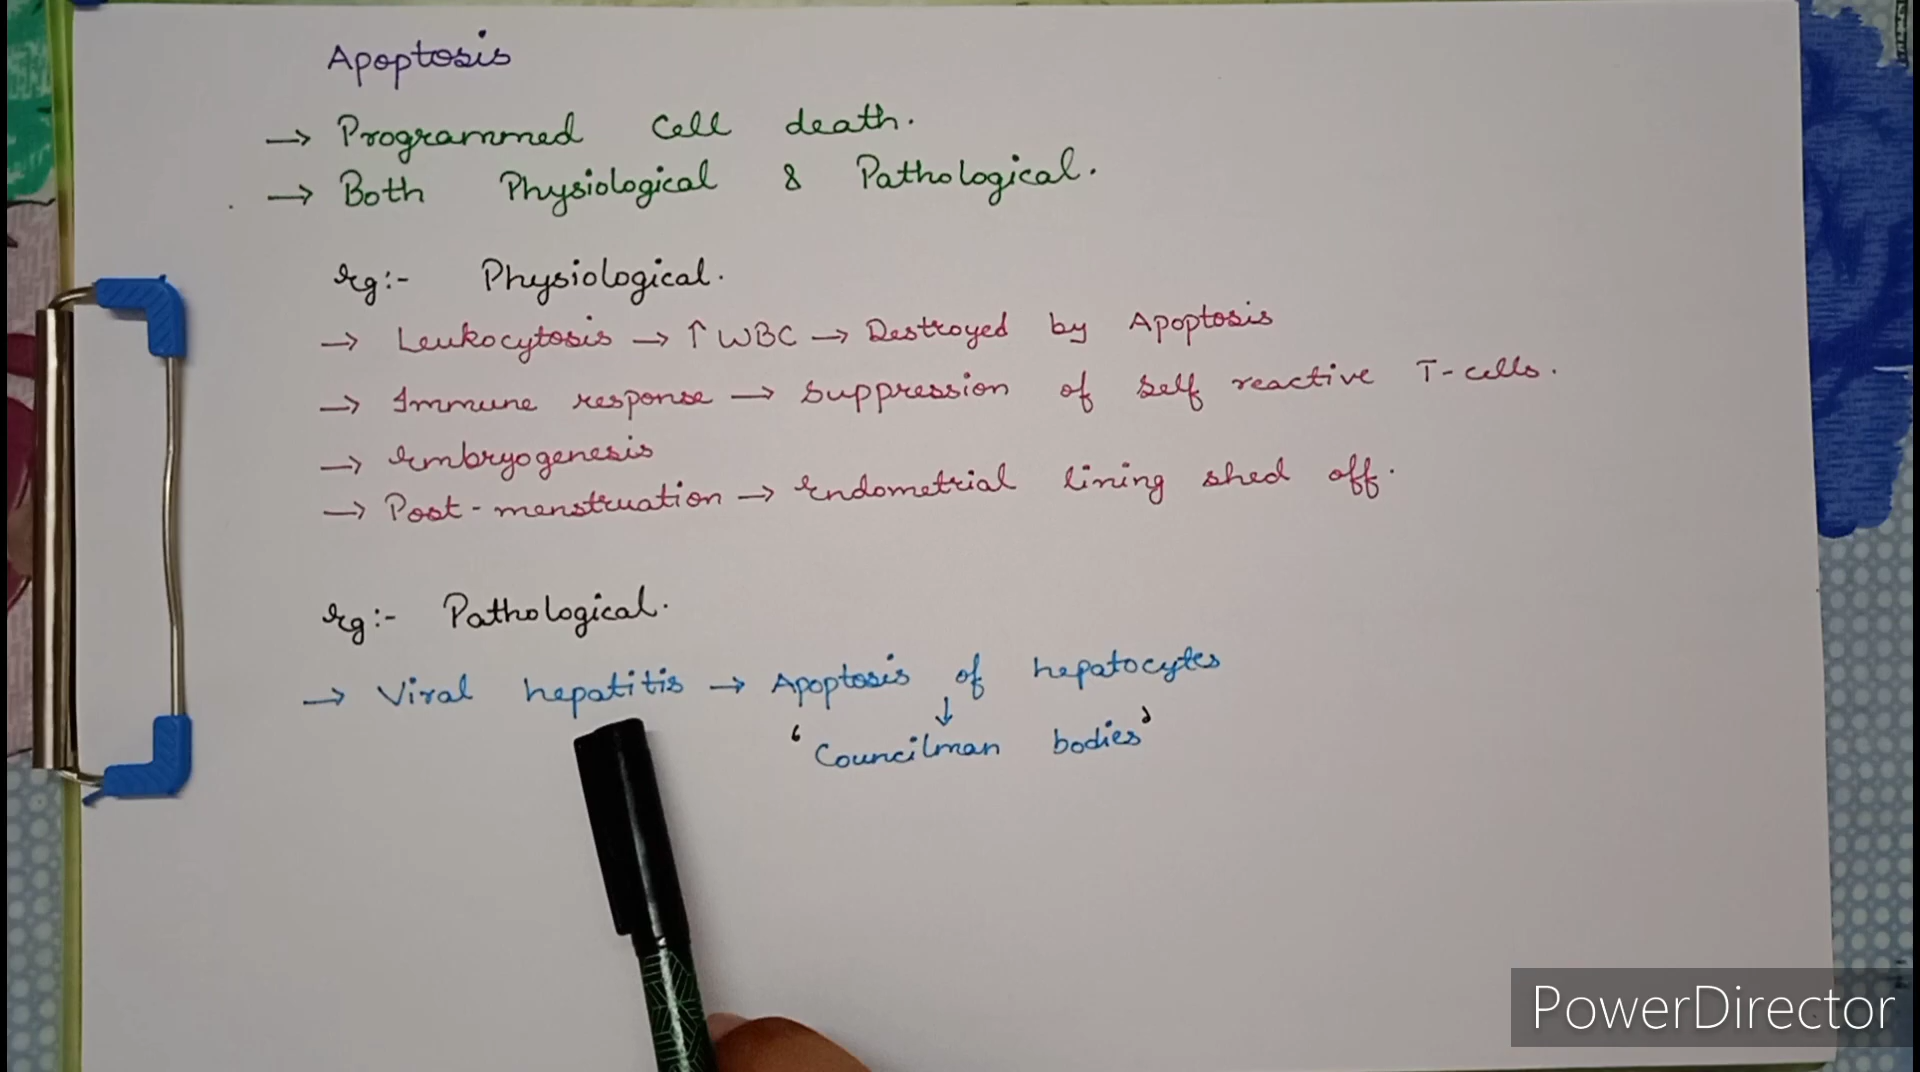 Apoptosis
→ Programmed cell death.
→ Both Physiological & Pathological.
eg:- Physiological.
→ Leukocytosis → ↑ WBC → Destroyed by Apoptosis
→ Immune response → Suppression of self reactive T-cells.
→ Embryogenesis
→ Post-menstruation → Endometrial lining shed off.
eg:- Pathological.
→ Viral hepatitis → Apoptosis of hepatocytes
↓
'Councilman bodies'
PowerDirector